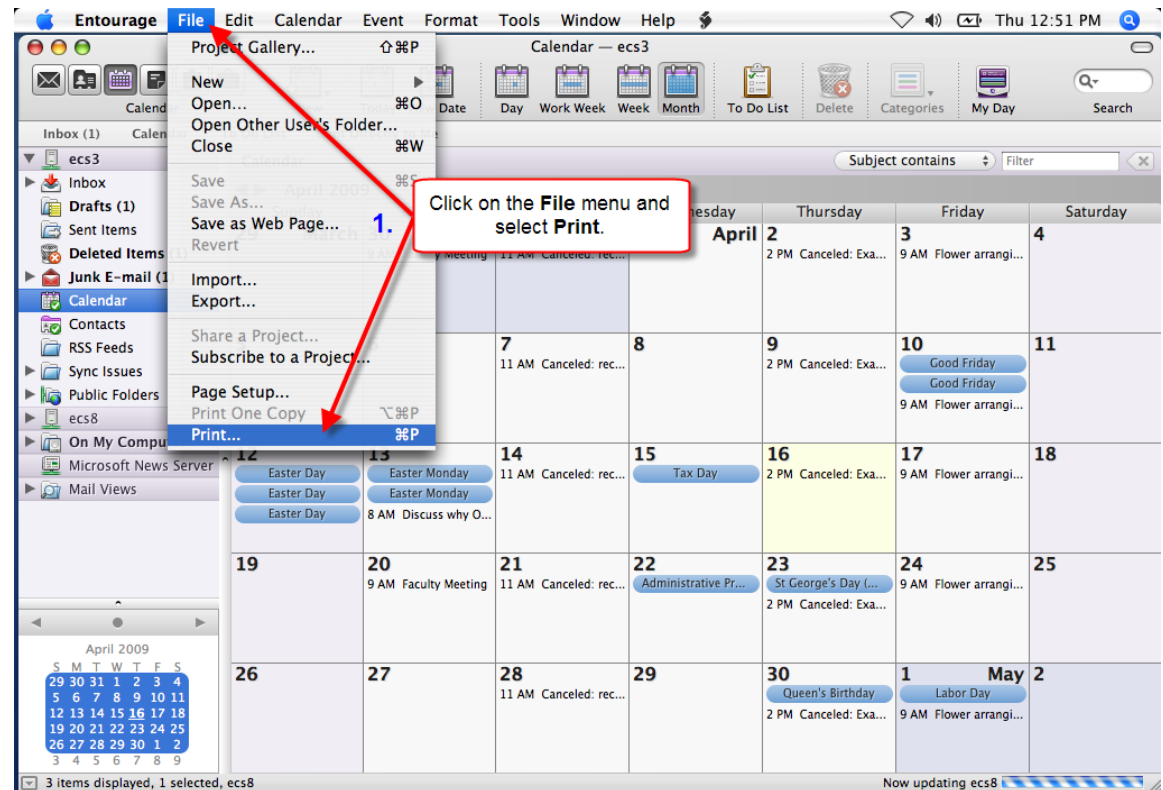 Entourage File Edit Calendar Event Format Tools Window Help Thu 12:51 PM
Calendar — ecs3
Project Gallery... ⇧⌘P
New
Open... ⌘O
Open Other User's Folder...
Close ⌘W
Save ⌘S
Save As...
Save as Web Page...
Revert
Import...
Export...
Share a Project...
Subscribe to a Project...
Page Setup...
Print One Copy ⌥⌘P
Print... ⌘P
Date Day Work Week Week Month To Do List Delete Categories My Day Search
Inbox (1)
Calendar
Subject contains Filter
1.
Click on the File menu and
select Print.
ecs3
Inbox
Drafts (1)
Sent Items
Deleted Items
Junk E-mail (1
Calendar
Contacts
RSS Feeds
Sync Issues
Public Folders
ecs8
On My Compu
Microsoft News Server
Mail Views
April 2009
S M T W T F S
29 30 31 1 2 3 4
5 6 7 8 9 10 11
12 13 14 15 16 17 18
19 20 21 22 23 24 25
26 27 28 29 30 1 2
3 4 5 6 7 8 9
April 2009
nesday Thursday Friday Saturday
29 March April 2 3 4
y Meeting 11 AM Canceled: rec... 2 PM Canceled: Exa... 9 AM Flower arrangi...
7 8 9 10 11
11 AM Canceled: rec... 2 PM Canceled: Exa... Good Friday
Good Friday
9 AM Flower arrangi...
12 13 14 15 16 17 18
Easter Day Easter Monday 11 AM Canceled: rec... Tax Day 2 PM Canceled: Exa... 9 AM Flower arrangi...
Easter Day Easter Monday
Easter Day 8 AM Discuss why O...
19 20 21 22 23 24 25
9 AM Faculty Meeting 11 AM Canceled: rec... Administrative Pr... St George's Day (... 9 AM Flower arrangi...
2 PM Canceled: Exa...
26 27 28 29 30 1 May 2
11 AM Canceled: rec... Queen's Birthday Labor Day
2 PM Canceled: Exa... 9 AM Flower arrangi...
3 items displayed, 1 selected, ecs8 Now updating ecs8